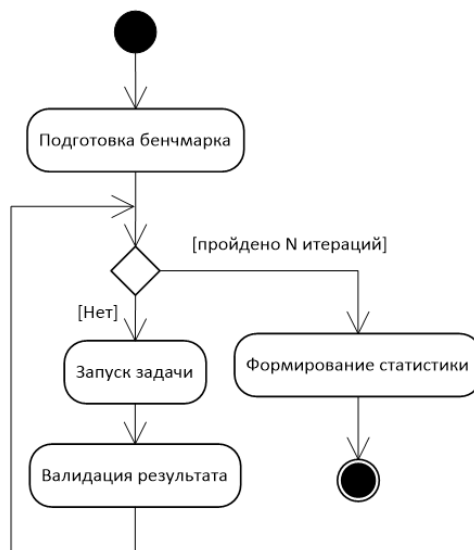 Подготовка бенчмарка
[пройдено N итераций]
[Нет]
Запуск задачи
Формирование статистики
Валидация результата